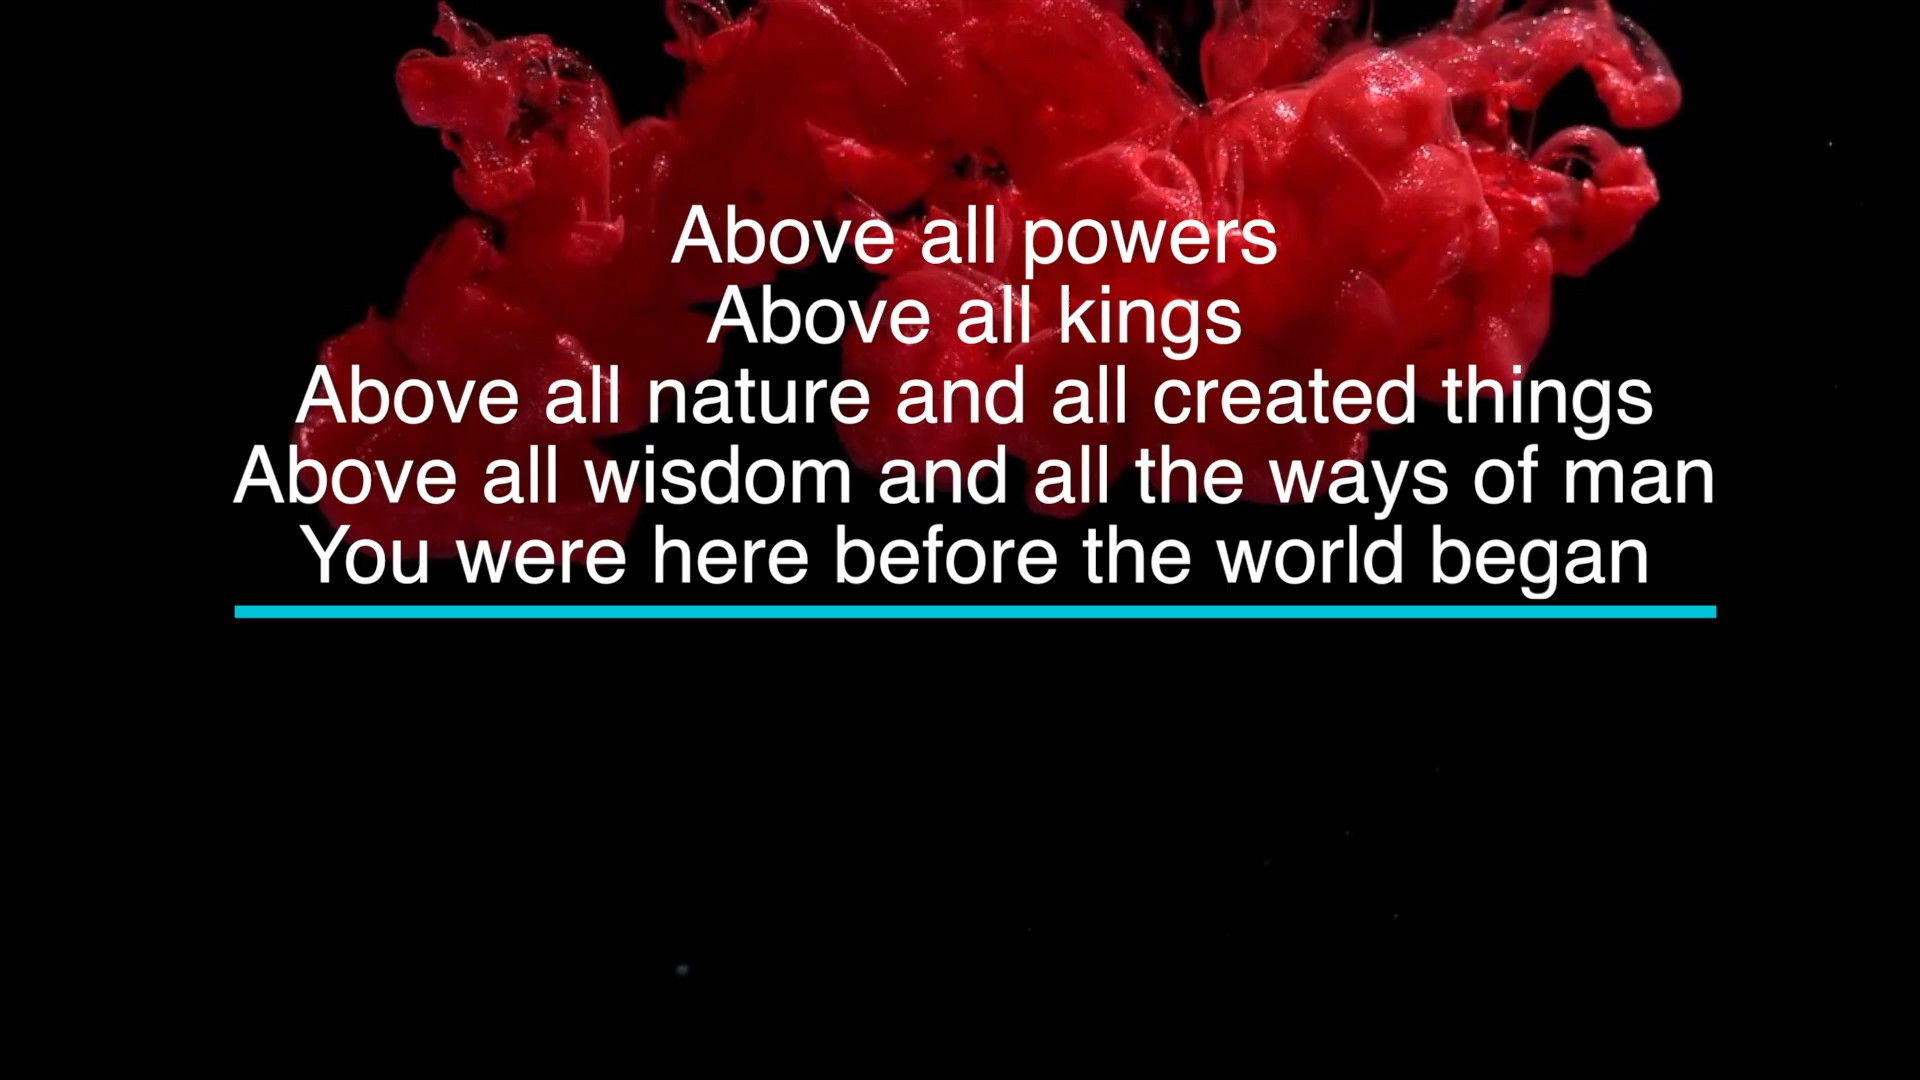 Above all powers
Above all kings
Above all nature and all created things
Above all wisdom and all the ways of man
You were here before the world began